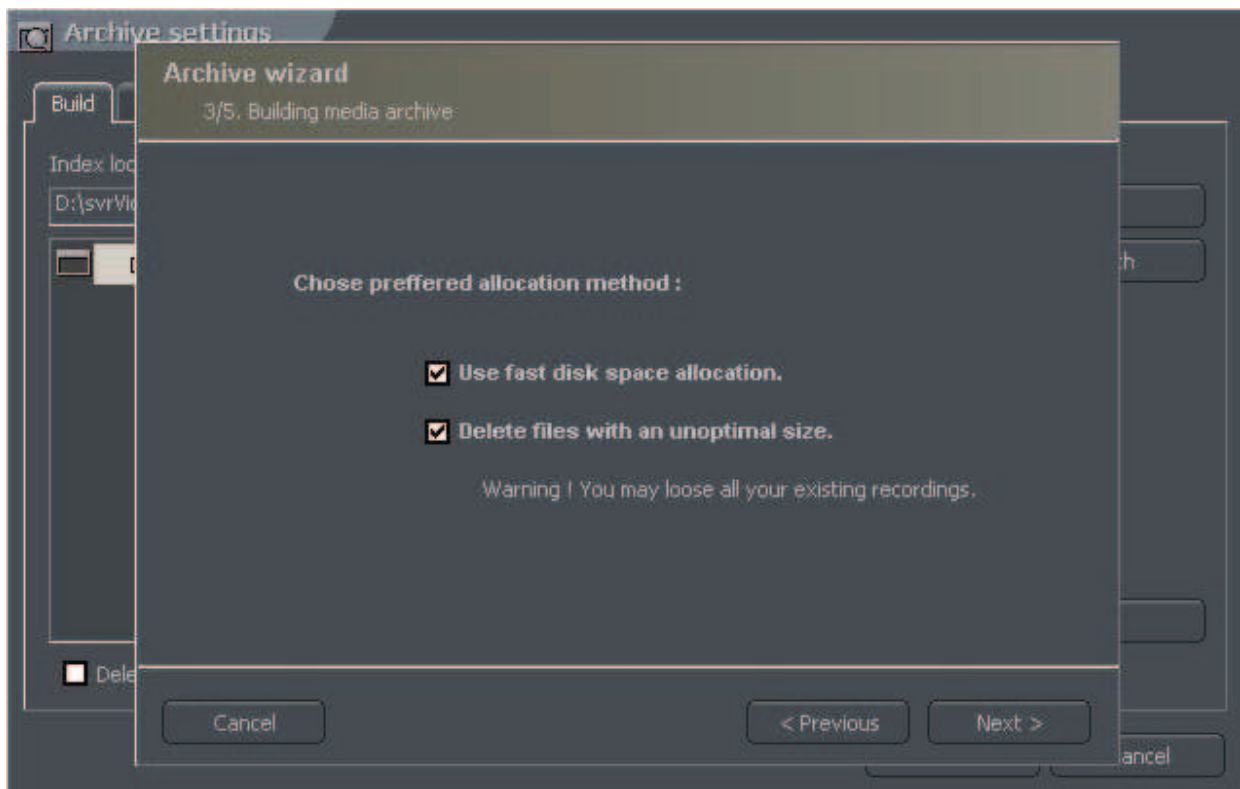 Archive settings
Archive wizard
3/5. Building media archive
Build
Index loc
D:\svrVid
Chose preffered allocation method :
Use fast disk space allocation.
Delete files with an unoptimal size.
Warning ! You may loose all your existing recordings.
Dele
Cancel
< Previous
Next >
ancel